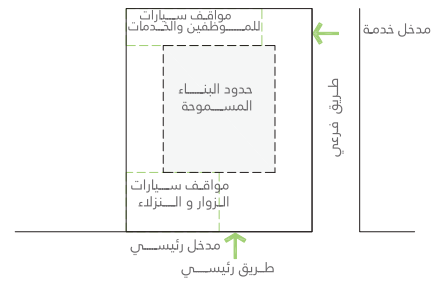 مواقف سيارات
للموظفين والخدمات
مدخل خدمة
حدود البناء
المسموحة
طريق فرعي
مواقف سيارات
الزوار و النزلاء
مدخل رئيسي
طريق رئيسي